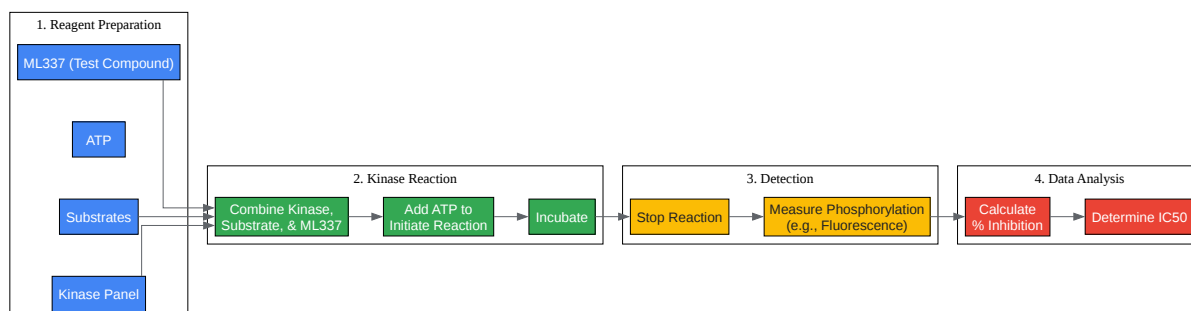 1. Reagent Preparation
ML337 (Test Compound)
ATP
Substrates
Kinase Panel
2. Kinase Reaction
Combine Kinase,
Substrate, & ML337
Add ATP to
Initiate Reaction
Incubate
3. Detection
Stop Reaction
Measure Phosphorylation
(e.g., Fluorescence)
4. Data Analysis
Calculate
% Inhibition
Determine IC50